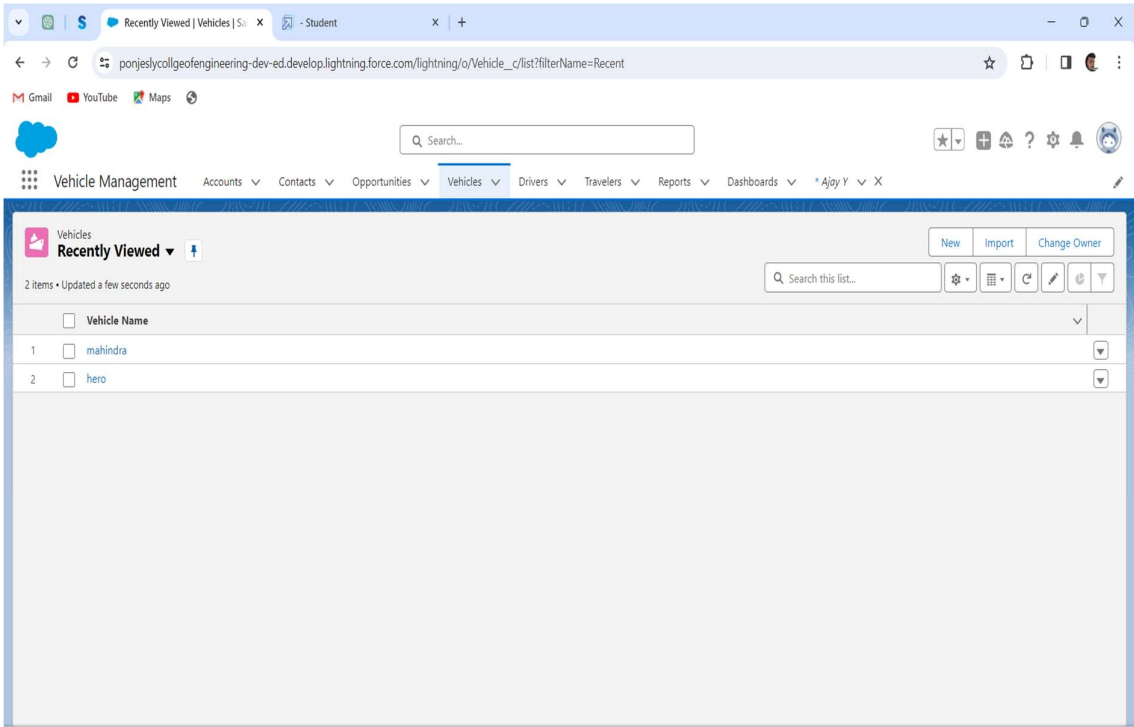 Recently Viewed | Vehicles | Sa
- Student
ponjeslycollgeofengineering-dev-ed.develop.lightning.force.com/lightning/o/Vehicle__c/list?filterName=Recent
Gmail YouTube Maps
Search...
Vehicle Management Accounts Contacts Opportunities Vehicles Drivers Travelers Reports Dashboards * Ajay Y
Vehicles
Recently Viewed
New Import Change Owner
2 items • Updated a few seconds ago
Search this list...
Vehicle Name
1 mahindra
2 hero